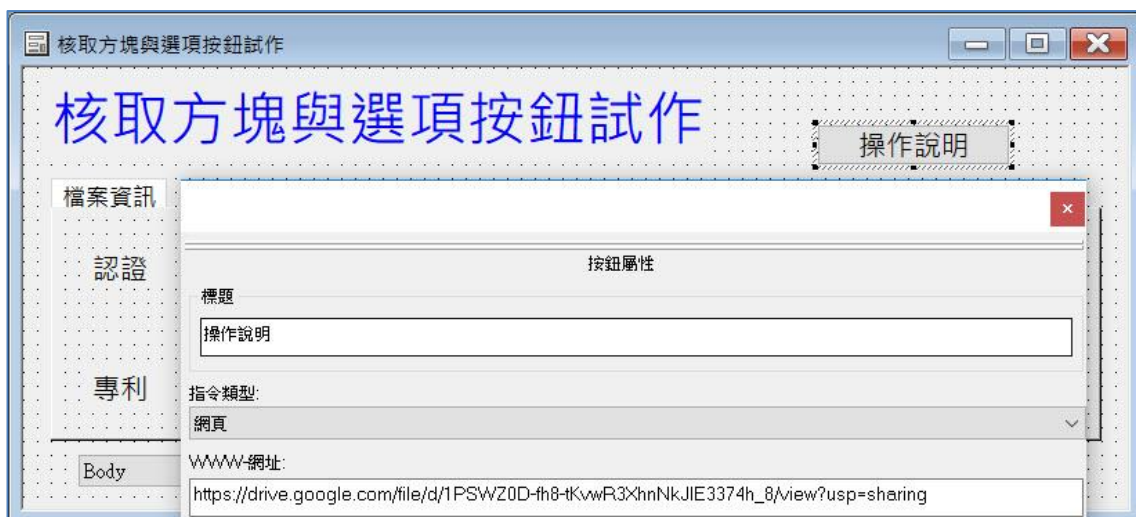 核取方塊與選項按鈕試作
核取方塊與選項按鈕試作
操作說明
檔案資訊
認證
專利
Body
按鈕屬性
標題
操作說明
指令類型:
網頁
WWW-網址:
https://drive.google.com/file/d/1PSWZ0D-fh8-tKvwR3XhnNkJIE3374h_8/view?usp=sharing